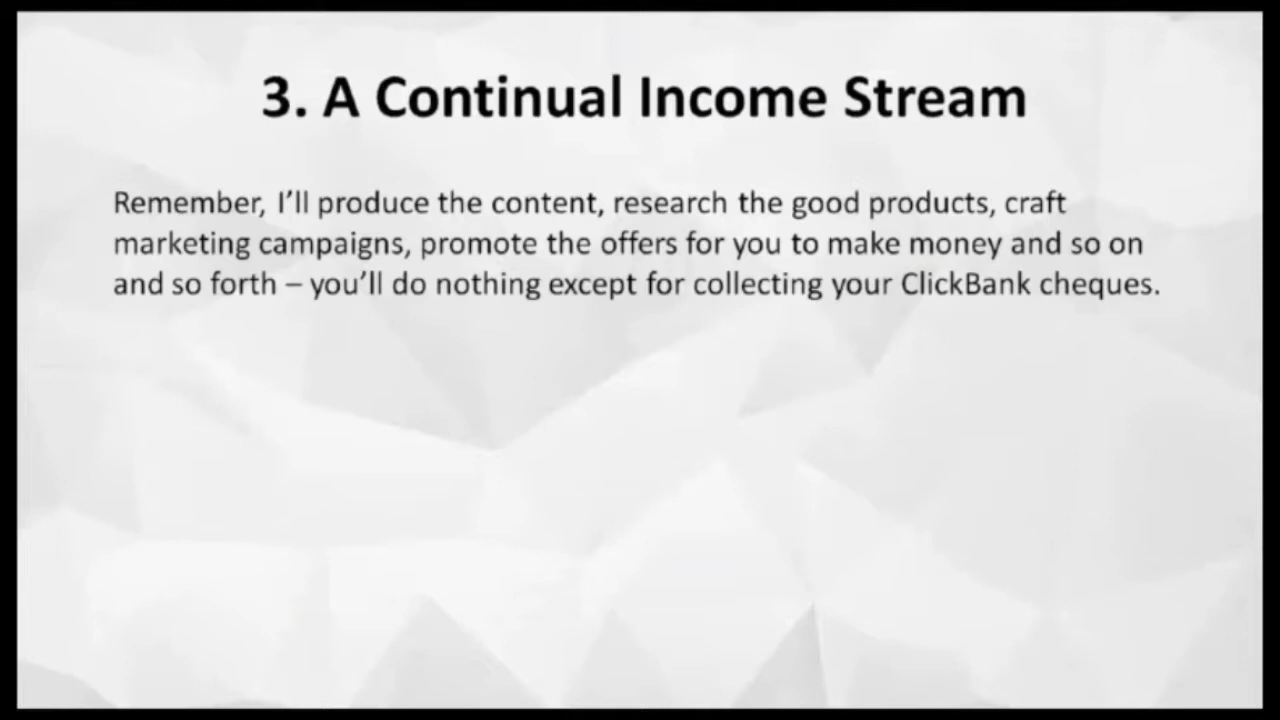 3. A Continual Income Stream
Remember, I’ll produce the content, research the good products, craft
marketing campaigns, promote the offers for you to make money and so on
and so forth – you’ll do nothing except for collecting your ClickBank cheques.